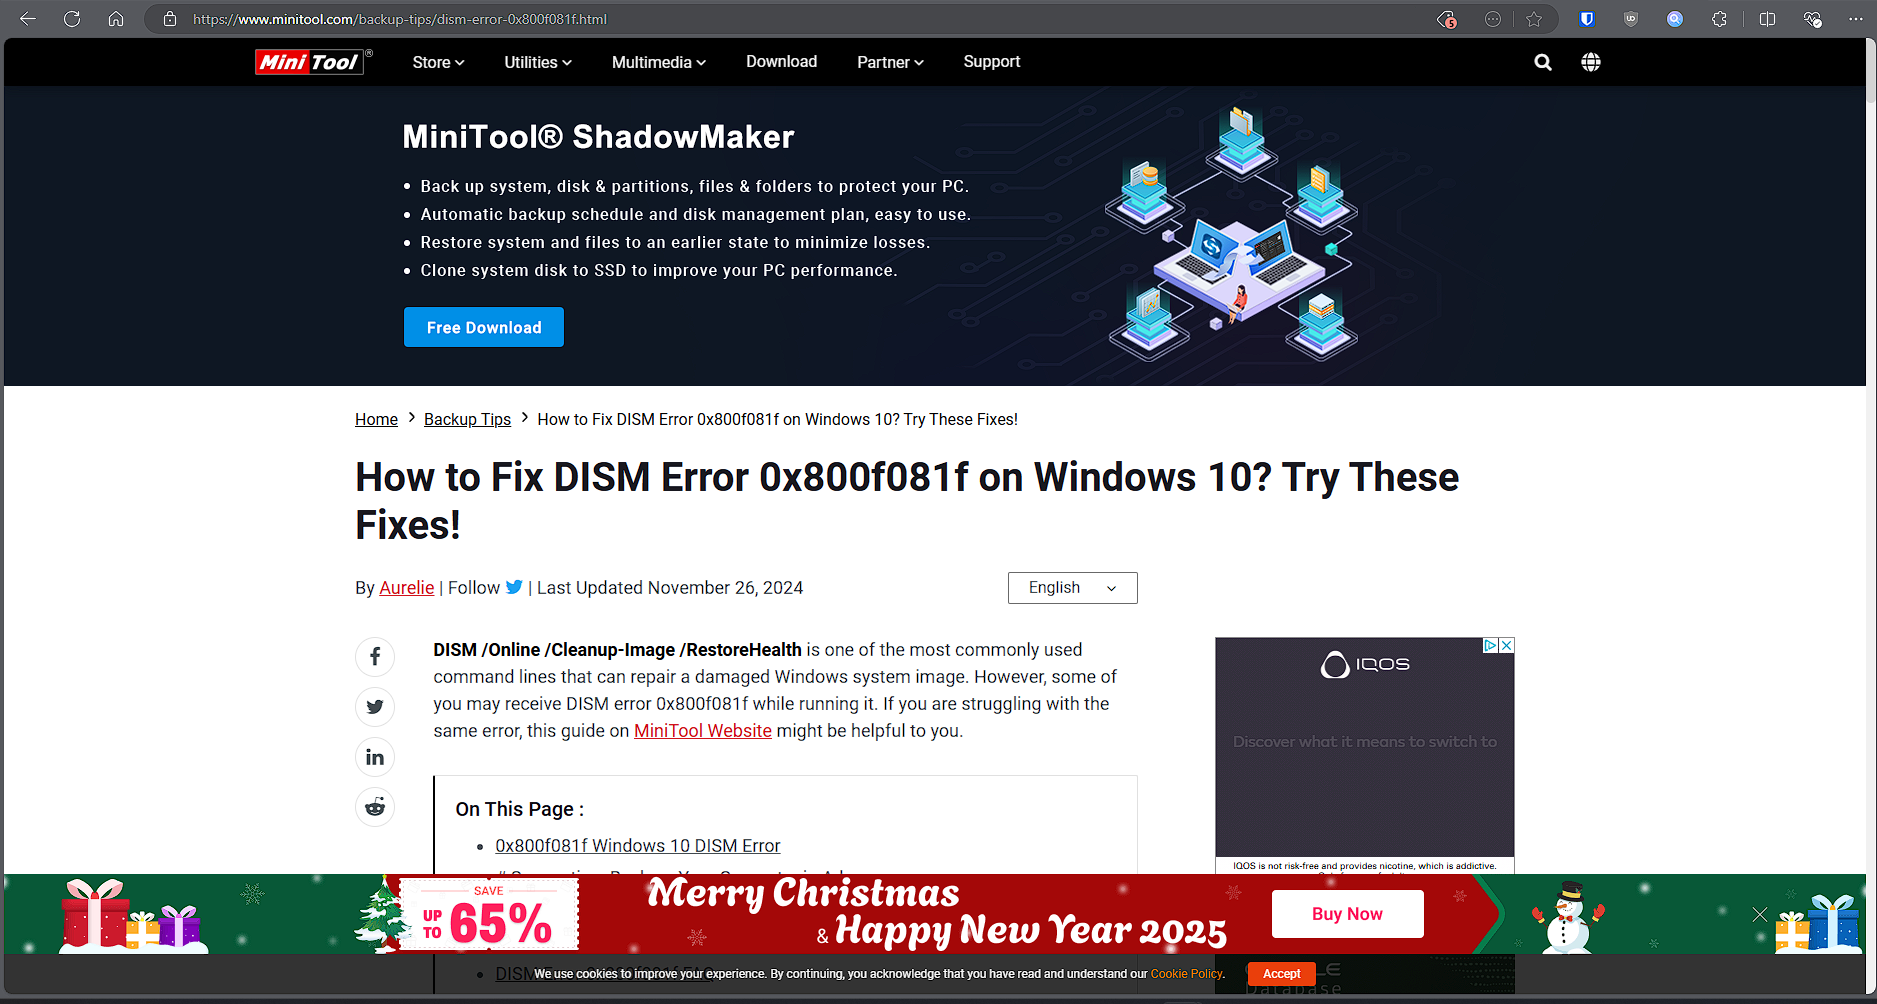 https://www.minitool.com/backup-tips/dism-error-0x800f081f.html
5
UD
Mini Tool ®
Store
Utilities
Multimedia
Download
Partner
Support
MiniTool® ShadowMaker
• Back up system, disk & partitions, files & folders to protect your PC.
• Automatic backup schedule and disk management plan, easy to use.
• Restore system and files to an earlier state to minimize losses.
• Clone system disk to SSD to improve your PC performance.
Free Download
Home > Backup Tips > How to Fix DISM Error 0x800f081f on Windows 10? Try These Fixes!
How to Fix DISM Error 0x800f081f on Windows 10? Try These
Fixes!
By Aurelie | Follow | Last Updated November 26, 2024
English
DISM /Online /Cleanup-Image /RestoreHealth is one of the most commonly used
command lines that can repair a damaged Windows system image. However, some of
you may receive DISM error 0x800f081f while running it. If you are struggling with the
same error, this guide on MiniTool Website might be helpful to you.
IQOS
Discover what it means to switch to
IQOS is not risk-free and provides nicotine, which is addictive.
On This Page :
• 0x800f081f Windows 10 DISM Error
SAVE
UP TO 65%
Merry Christmas
& Happy New Year 2025
Buy Now
We use cookies to improve your experience. By continuing, you acknowledge that you have read and understand our Cookie Policy.
Accept
Database